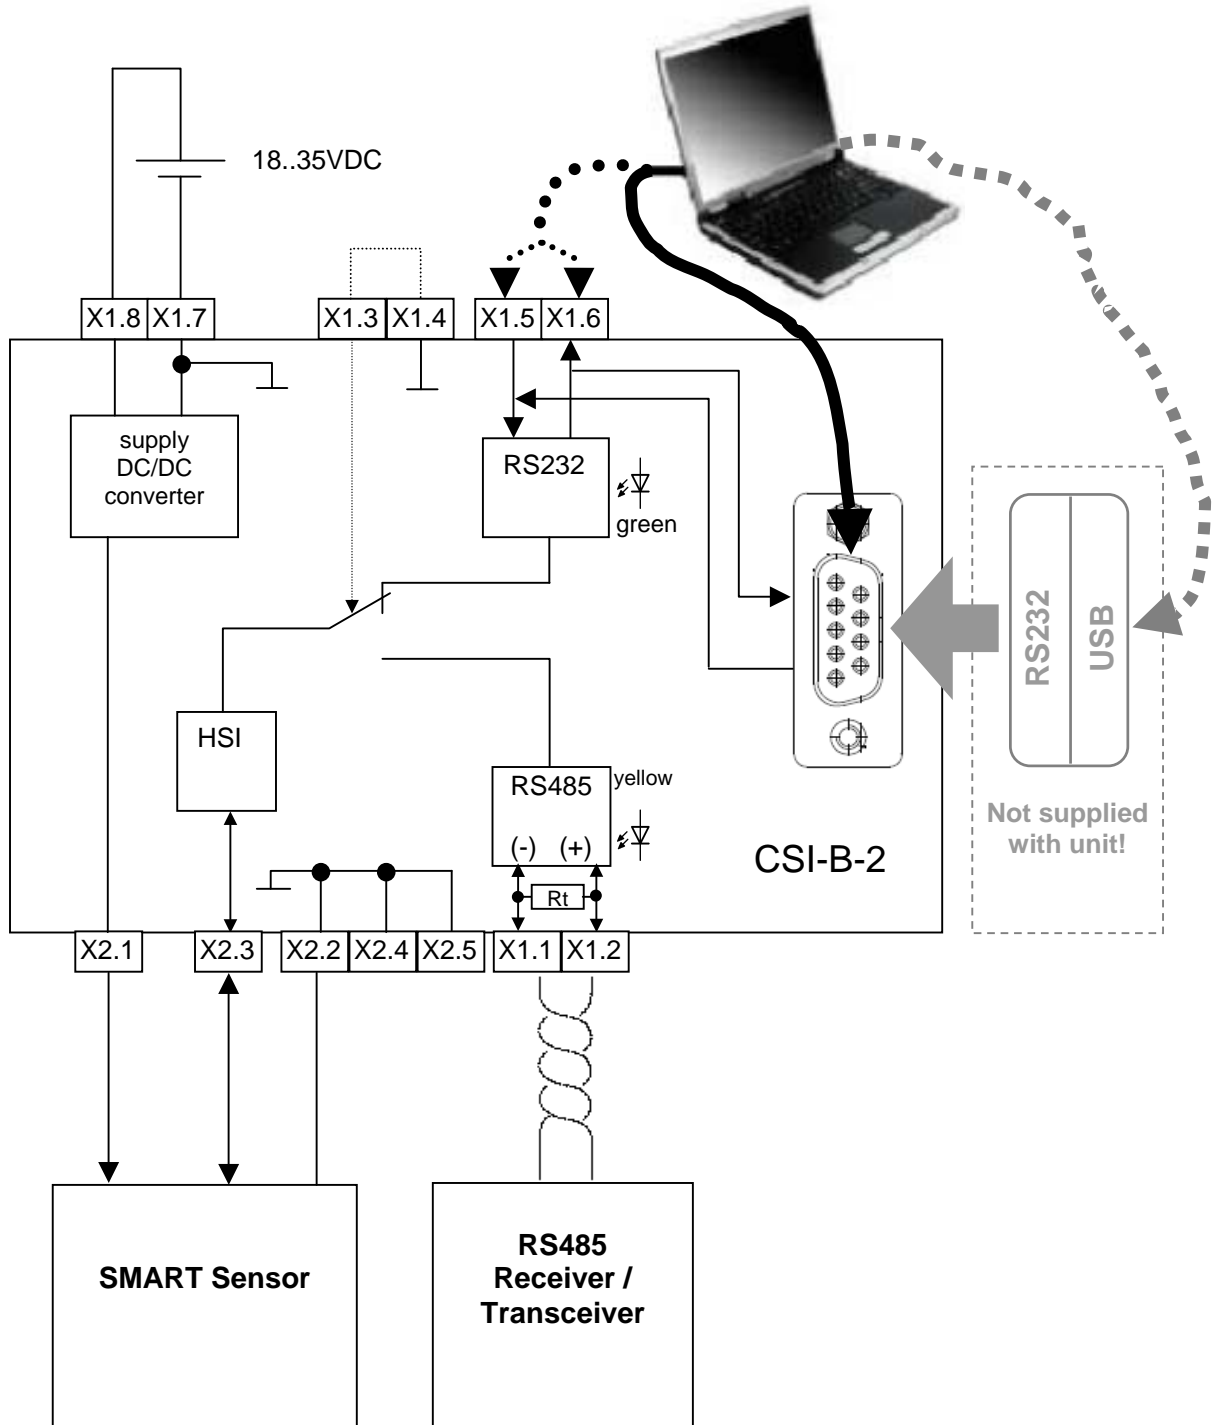 18..35VDC
X1.8 X1.7
X1.3 X1.4
X1.5 X1.6
supply
DC/DC
converter
RS232
green
RS232
USB
HSI
RS485
yellow
(-) (+)
Rt
Not supplied
with unit!
CSI-B-2
X2.1
X2.3
X2.2 X2.4 X2.5
X1.1 X1.2
SMART Sensor
RS485
Receiver /
Transceiver